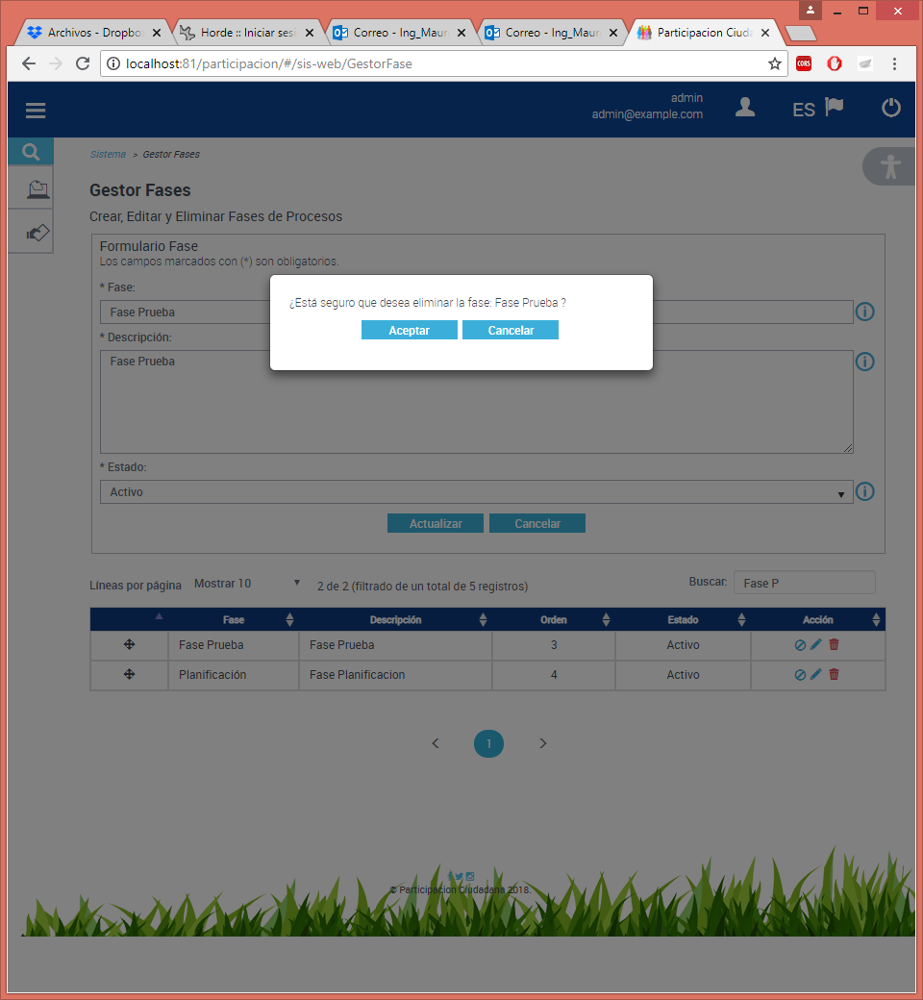 Archivos - Dropbo
Horde :: Iniciar ses
Correo - Ing_Maur
Correo - Ing_Maur
Participacion Ciuda
localhost:81/participacion/#/sis-web/GestorFase
CORS
admin
admin@example.com
ES
Sistema > Gestor Fases
Gestor Fases
Crear, Editar y Eliminar Fases de Procesos
Formulario Fase
Los campos marcados con (*) son obligatorios.
* Fase:
Fase Prueba
¿Está seguro que desea eliminar la fase: Fase Prueba ?
Aceptar Cancelar
* Descripción:
Fase Prueba
* Estado:
Activo
Actualizar Cancelar
Líneas por página Mostrar 10 2 de 2 (filtrado de un total de 5 registros) Buscar: Fase P
Fase Descripción Orden Estado Acción
Fase Prueba Fase Prueba 3 Activo
Planificación Fase Planificacion 4 Activo
< 1 >
© Participacion Ciudadana 2018.